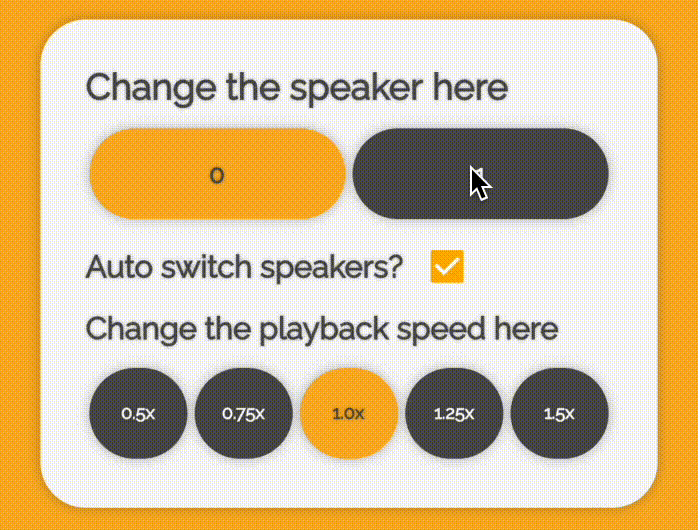 Change the speaker here
0
Auto switch speakers?
Change the playback speed here
0.5x 0.75x 1.0x 1.25x 1.5x